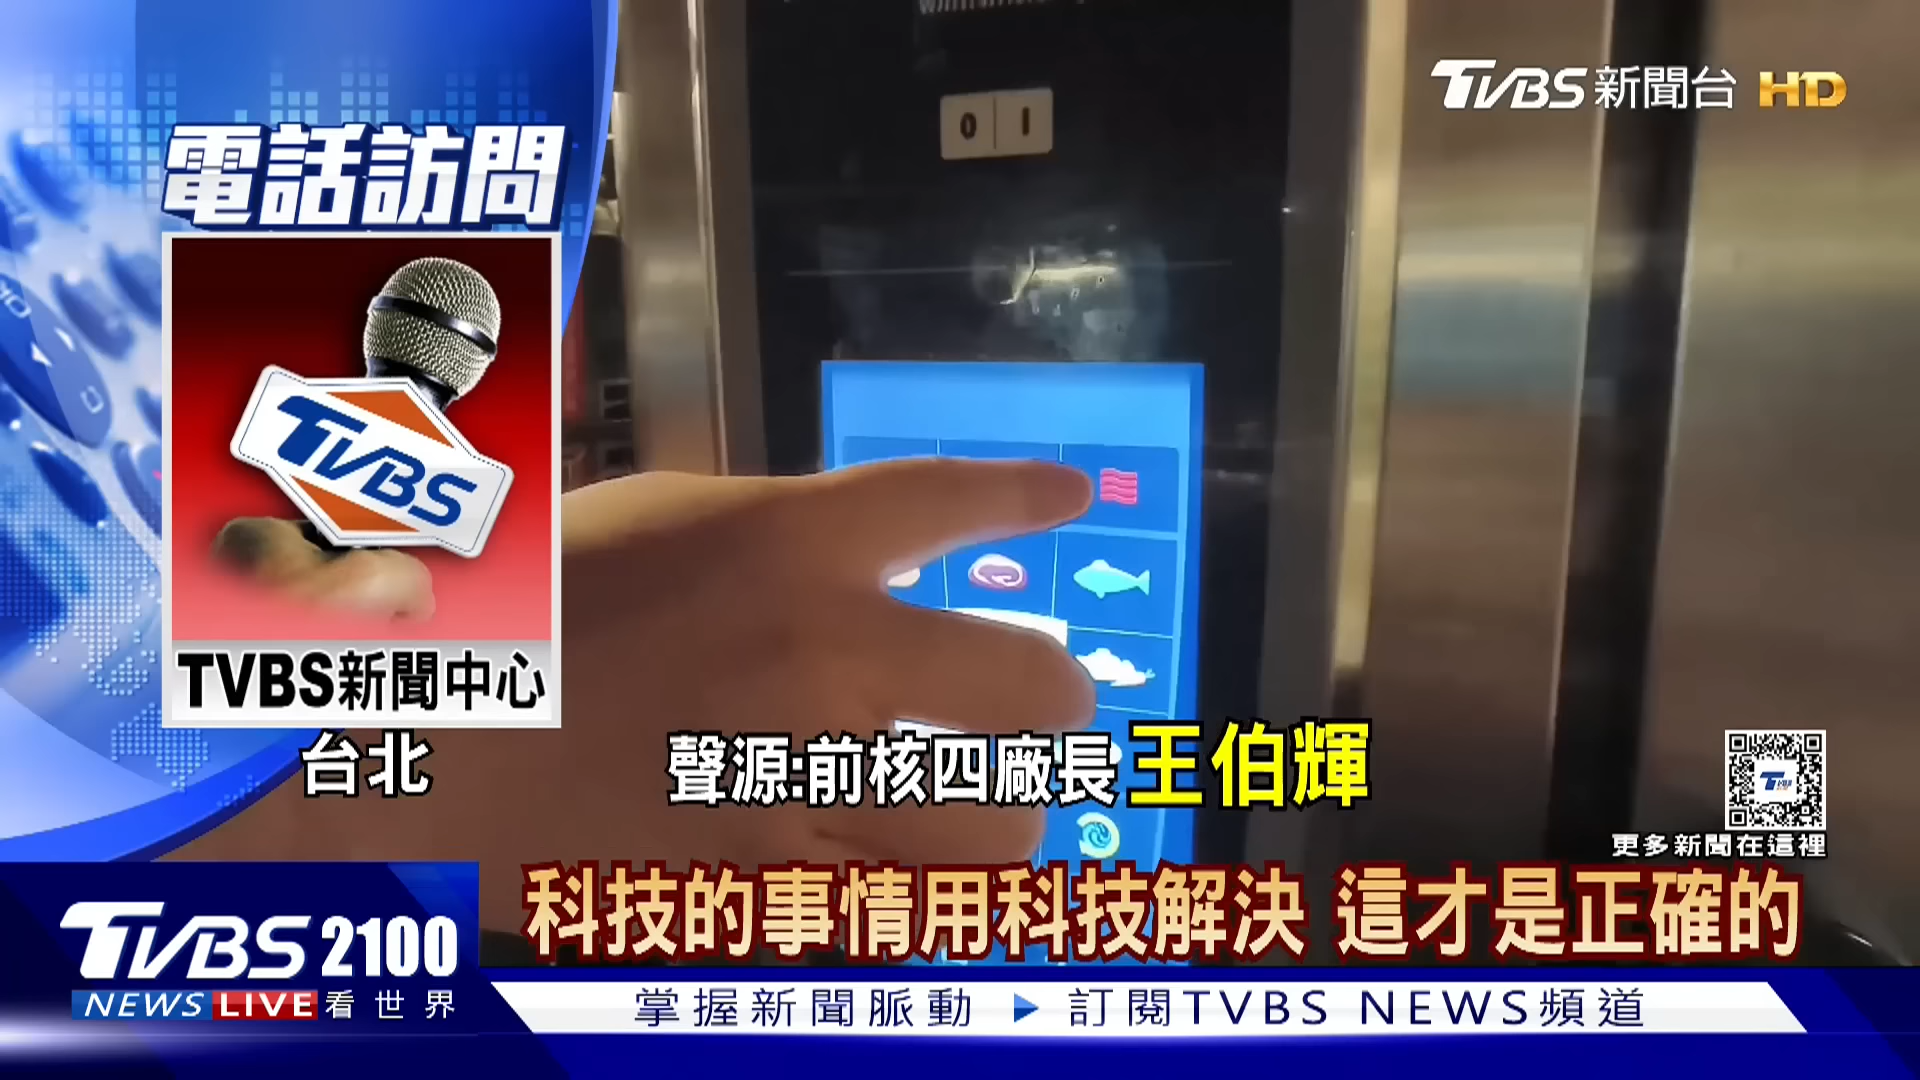 TVBS新聞台 HD
電話訪問
0 1
TVBS
TVBS新聞中心
台北
聲源:前核四廠長王伯輝
更多新聞在這裡
科技的事情用科技解決 這才是正確的
TVBS 2100
NEWS LIVE 看世界
掌握新聞脈動 ▶ 訂閱TVBS NEWS頻道